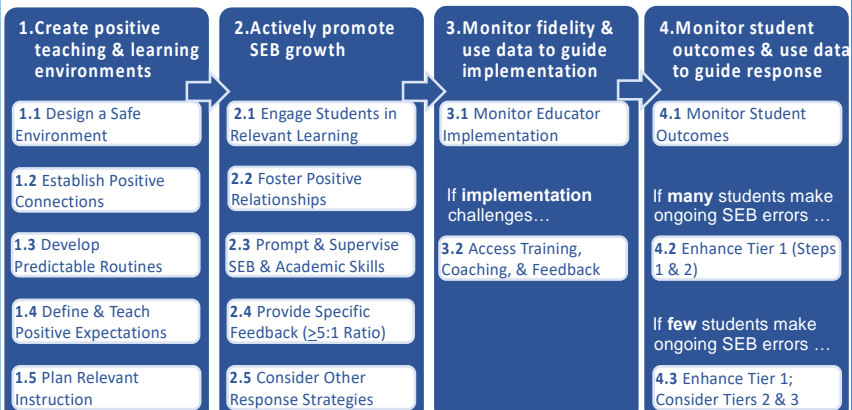 1.Create positive
teaching & learning
environments
1.1 Design a Safe
Environment
1.2 Establish Positive
Connections
1.3 Develop
Predictable Routines
1.4 Define & Teach
Positive Expectations
1.5 Plan Relevant
Instruction
2.Actively promote
SEB growth
2.1 Engage Students in
Relevant Learning
2.2 Foster Positive
Relationships
2.3 Prompt & Supervise
SEB & Academic Skills
2.4 Provide Specific
Feedback (>5:1 Ratio)
2.5 Consider Other
Response Strategies
3.Monitor fidelity &
use data to guide
implementation
3.1 Monitor Educator
Implementation
If implementation
challenges…
3.2 Access Training,
Coaching, & Feedback
4.Monitor student
outcomes & use data
to guide response
4.1 Monitor Student
Outcomes
If many students make
ongoing SEB errors …
4.2 Enhance Tier 1 (Steps
1 & 2)
If few students make
ongoing SEB errors …
4.3 Enhance Tier 1;
Consider Tiers 2 & 3